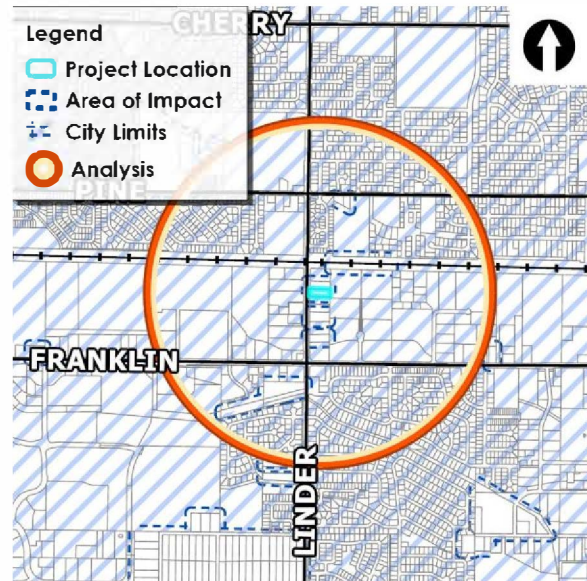 CHERRY
Legend
Project Location
Area of Impact
City Limits
Analysis
PINE
FRANKLIN
LINDER